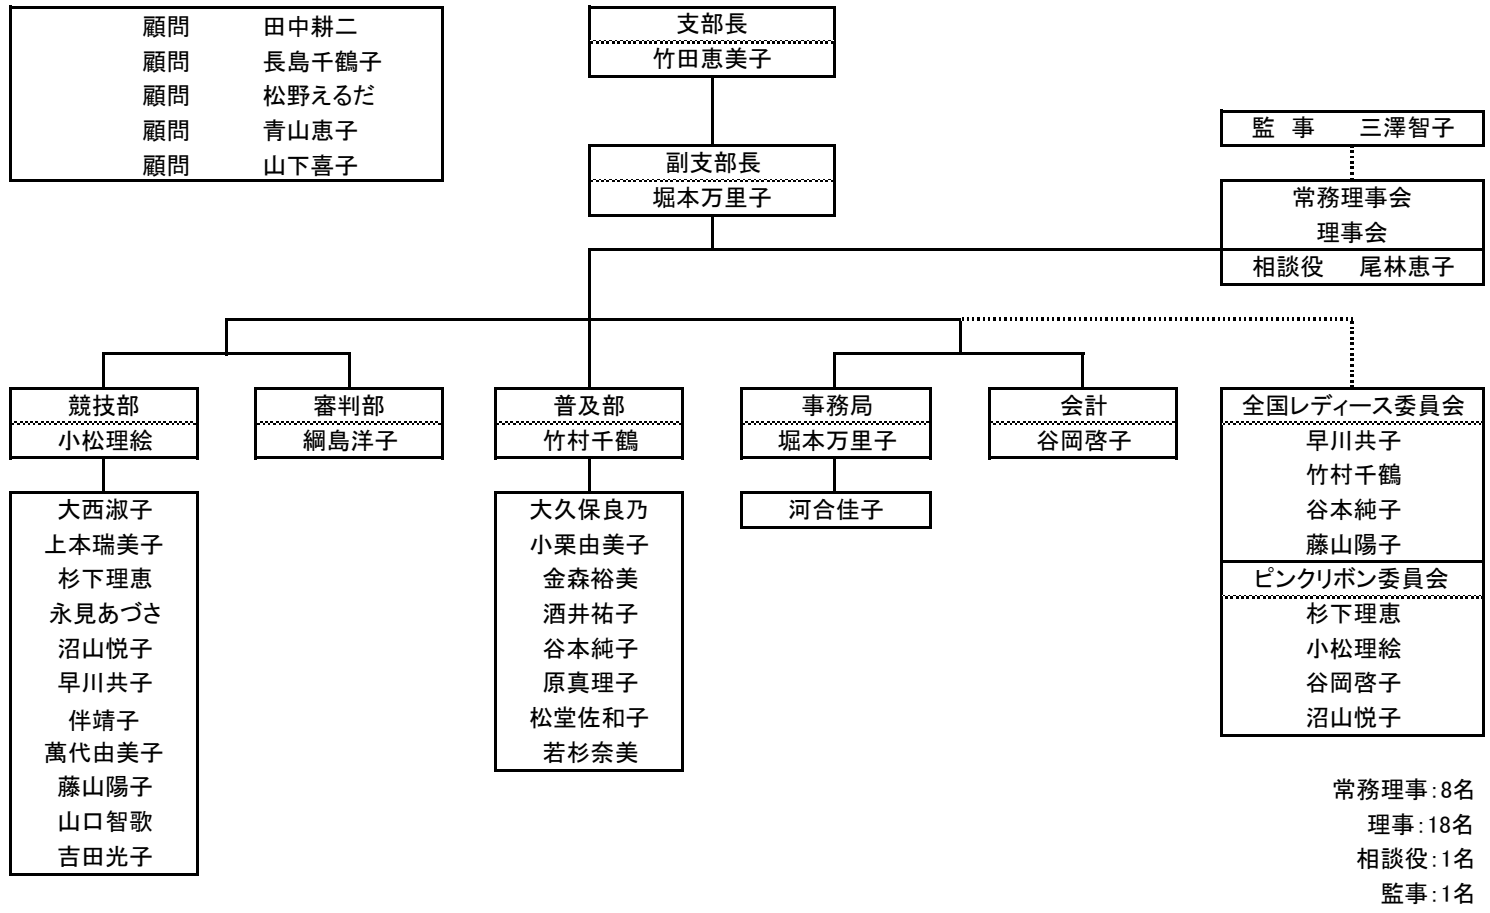 顧問 田中耕二
顧問 長島千鶴子
顧問 松野えるだ
顧問 青山恵子
顧問 山下喜子
支部長
竹田恵美子
副支部長
堀本万里子
監 事 三澤智子
常務理事会
理事会
相談役 尾林恵子
競技部
小松理絵
大西淑子
上本瑞美子
杉下理恵
永見あづさ
沼山悦子
早川共子
伴靖子
萬代由美子
藤山陽子
山口智歌
吉田光子
審判部
綱島洋子
普及部
竹村千鶴
大久保良乃
小栗由美子
金森裕美
酒井祐子
谷本純子
原真理子
松堂佐和子
若杉奈美
事務局
堀本万里子
河合佳子
会計
谷岡啓子
全国レディース委員会
早川共子
竹村千鶴
谷本純子
藤山陽子
ピンクリボン委員会
杉下理恵
小松理絵
谷岡啓子
沼山悦子
常務理事:8名
理事:18名
相談役:1名
監事:1名